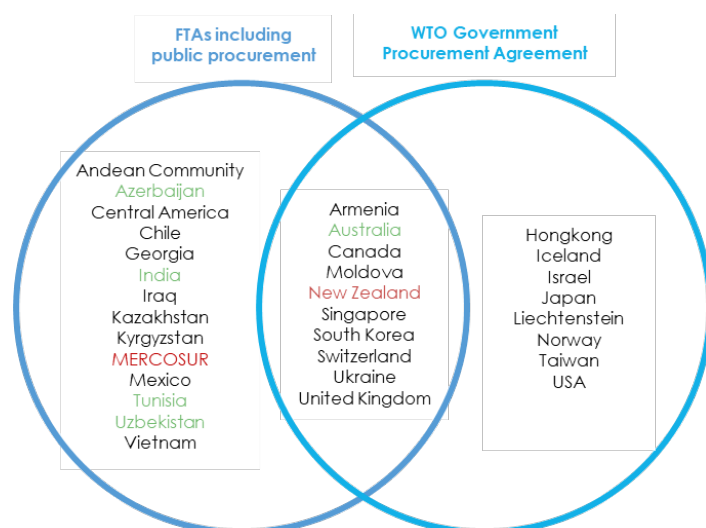 FTAs including
public procurement
WTO Government
Procurement Agreement
Andean Community
Azerbaijan
Central America
Chile
Georgia
India
Iraq
Kazakhstan
Kyrgyzstan
MERCOSUR
Mexico
Tunisia
Uzbekistan
Vietnam
Armenia
Australia
Canada
Moldova
New Zealand
Singapore
South Korea
Switzerland
Ukraine
United Kingdom
Hongkong
Iceland
Israel
Japan
Liechtenstein
Norway
Taiwan
USA